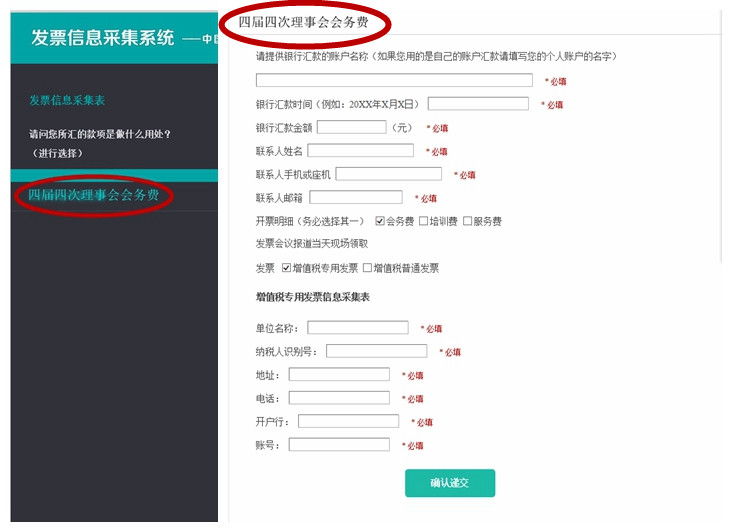 发票信息采集系统 ——中国
发票信息采集表
请问您所汇的款项是做什么用处?
(进行选择)
四届四次理事会会务费
四届四次理事会会务费
请提供银行汇款的账户名称(如果您用的是自己的账户汇款请填写您的个人账户的名字)
*必填
银行汇款时间(例如:20XX年X月X日) *必填
银行汇款金额 (元) *必填
联系人姓名 *必填
联系人手机或座机 *必填
联系人邮箱 *必填
开票明细(务必选择其一) 会务费 培训费 服务费
发票会议报道当天现场领取
发票 增值税专用发票 增值税普通发票
增值税专用发票信息采集表
单位名称: *必填
纳税人识别号: *必填
地址: *必填
电话: *必填
开户行: *必填
账号: *必填
确认递交